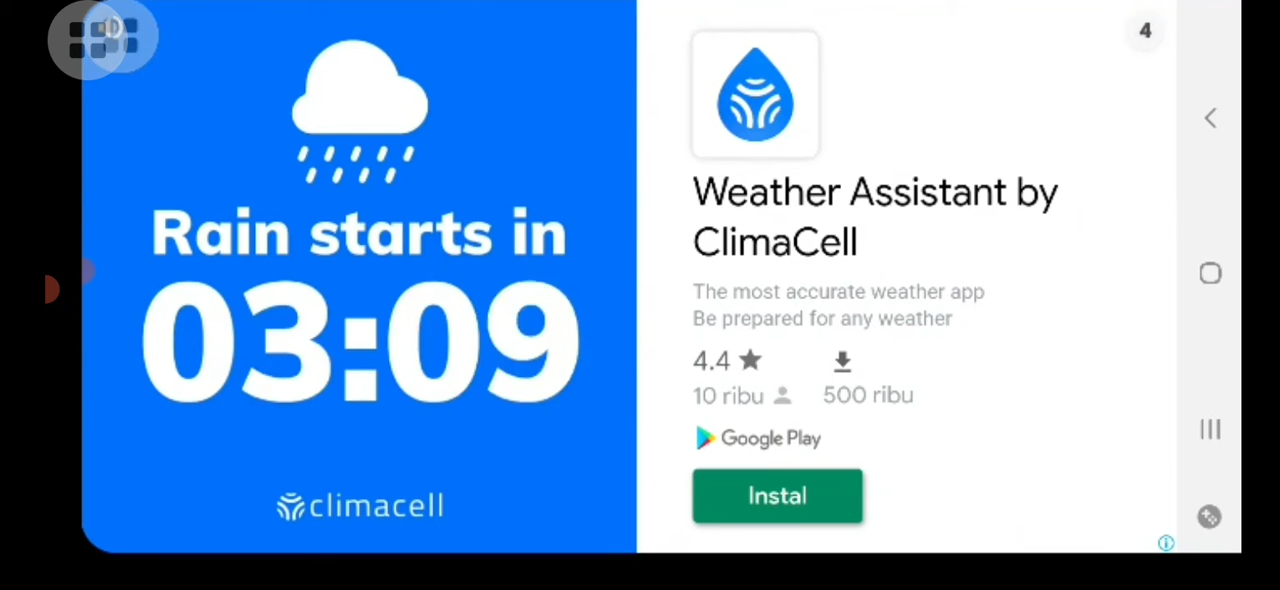 Rain starts in
03:09
climacell
4
Weather Assistant by
ClimaCell
The most accurate weather app
Be prepared for any weather
4.4
10 ribu 500 ribu
Google Play
Instal